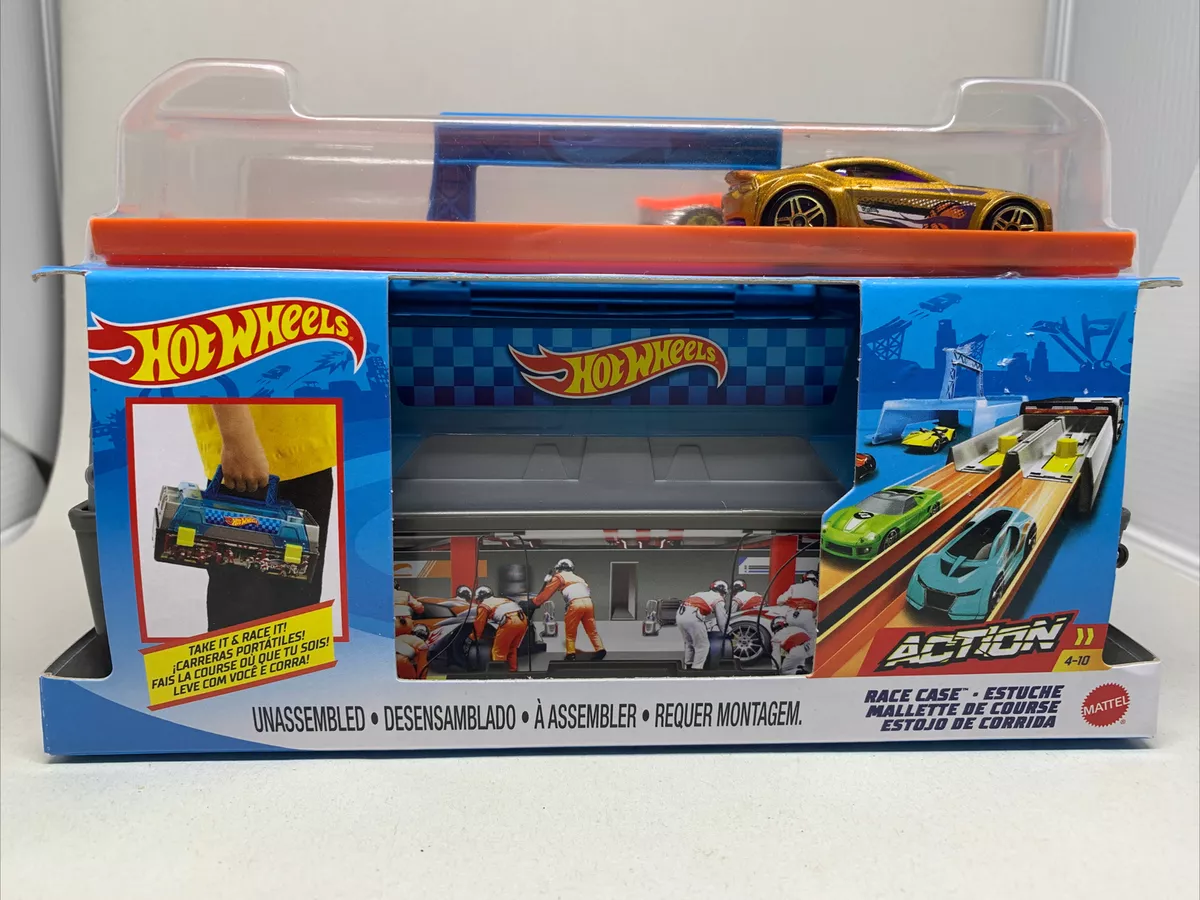 HOT WHEELS
HOT WHEELS
HOT WHEELS
TAKE IT & RACE IT!
¡CARRERAS PORTÁTILES!
FAIS LA COURSE OÙ QUE TU SOIS!
LEVE COM VOCÊ E CORRA!
ACTION
4-10
UNASSEMBLED • DESENSAMBLADO • À ASSEMBLER • REQUER MONTAGEM.
RACE CASE™ • ESTUCHE
MALLETTE DE COURSE
ESTOJO DE CORRIDA
MATTEL